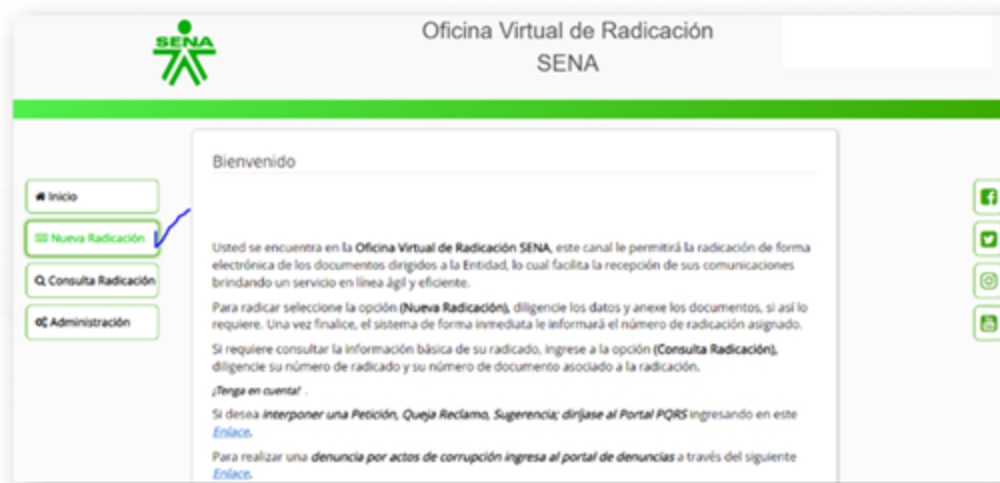 SENA
Oficina Virtual de Radicación
SENA
Bienvenido
Inicio
Nueva Radicación
Consulta Radicación
Administración
Usted se encuentra en la Oficina Virtual de Radicación SENA, este canal le permitirá la radicación de forma
electrónica de los documentos dirigidos a la Entidad, lo cual facilita la recepción de sus comunicaciones
brindando un servicio en línea ágil y eficiente.
Para radicar seleccione la opción (Nueva Radicación), diligencie los datos y anexe los documentos, si así lo
requiere. Una vez finalice, el sistema de forma inmediata le informará el número de radicación asignado.
Si requiere consultar la información básica de su radicado, ingrese a la opción (Consulta Radicación),
diligencie su número de radicado y su número de documento asociado a la radicación.
¡Tenga en cuenta! .
Si desea interponer una Petición, Queja Reclamo, Sugerencia; diríjase al Portal PQRS ingresando en este
Enlace.
Para realizar una denuncia por actos de corrupción ingresa al portal de denuncias a través del siguiente
Enlace.